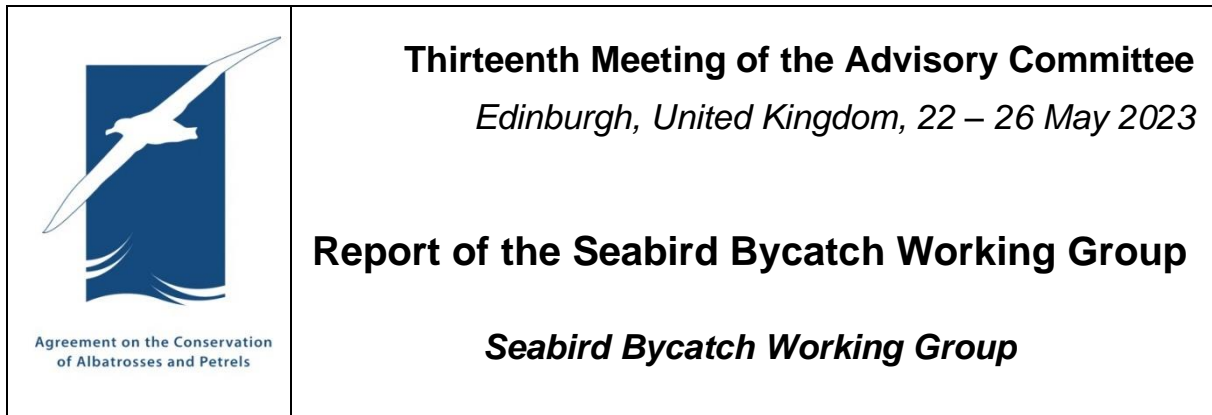 Agreement on the Conservation
of Albatrosses and Petrels
Thirteenth Meeting of the Advisory Committee
Edinburgh, United Kingdom, 22 – 26 May 2023
Report of the Seabird Bycatch Working Group
Seabird Bycatch Working Group